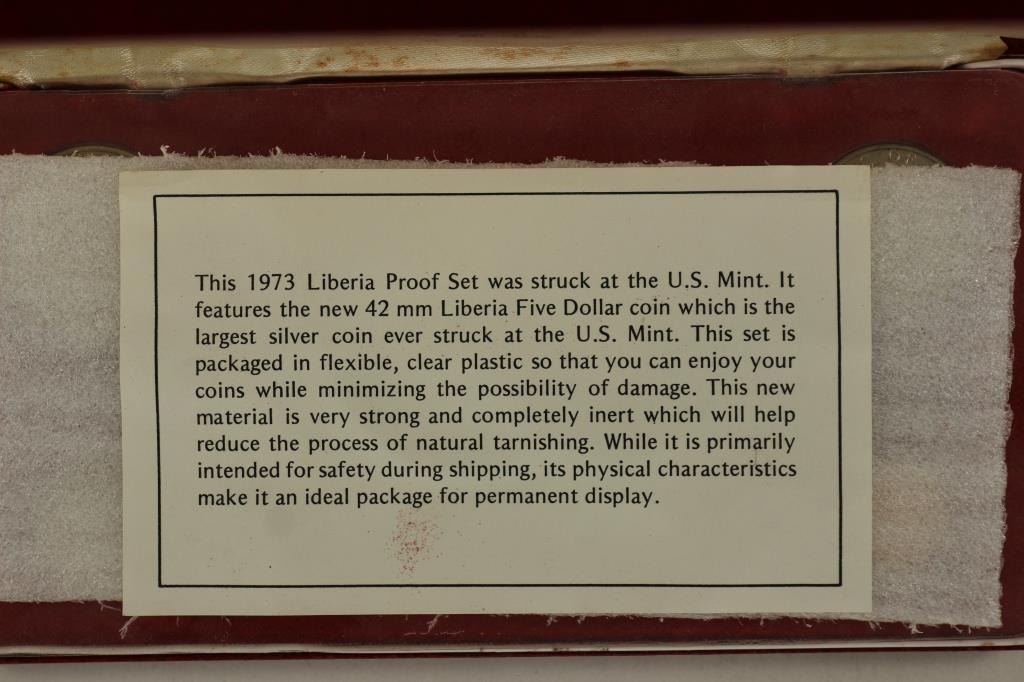 This 1973 Liberia Proof Set was struck at the U.S. Mint. It
features the new 42 mm Liberia Five Dollar coin which is the
largest silver coin ever struck at the U.S. Mint. This set is
packaged in flexible, clear plastic so that you can enjoy your
coins while minimizing the possibility of damage. This new
material is very strong and completely inert which will help
reduce the process of natural tarnishing. While it is primarily
intended for safety during shipping, its physical characteristics
make it an ideal package for permanent display.